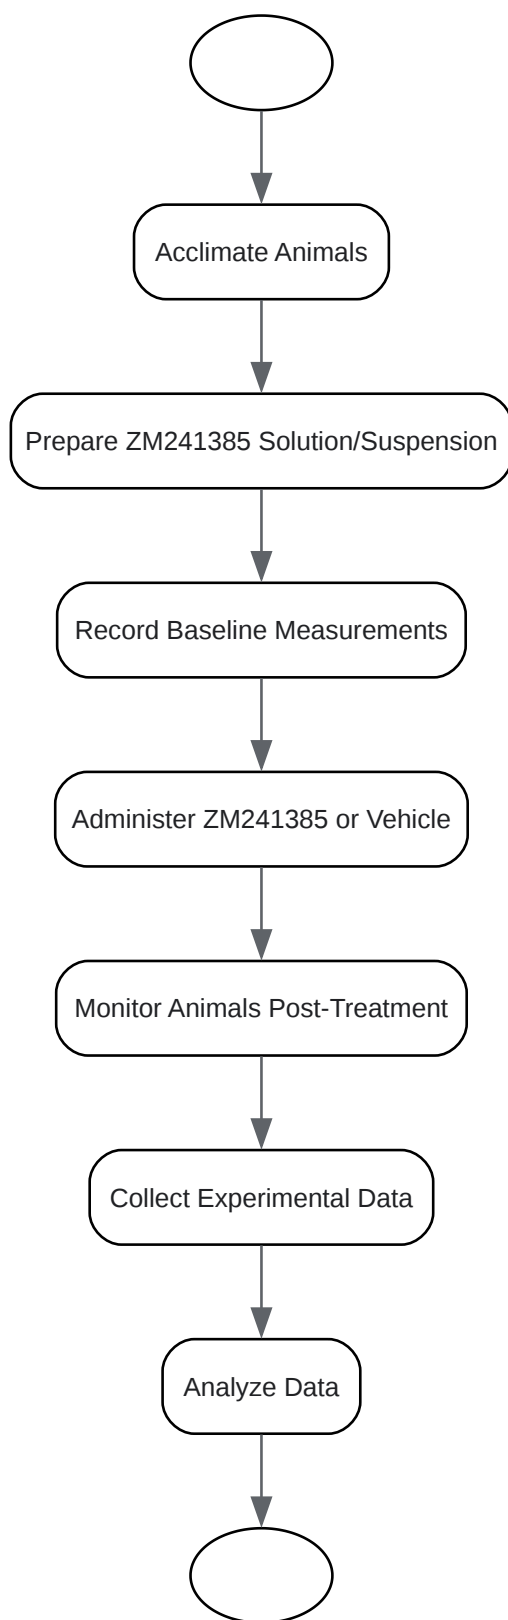 Acclimate Animals
Prepare ZM241385 Solution/Suspension
Record Baseline Measurements
Administer ZM241385 or Vehicle
Monitor Animals Post-Treatment
Collect Experimental Data
Analyze Data